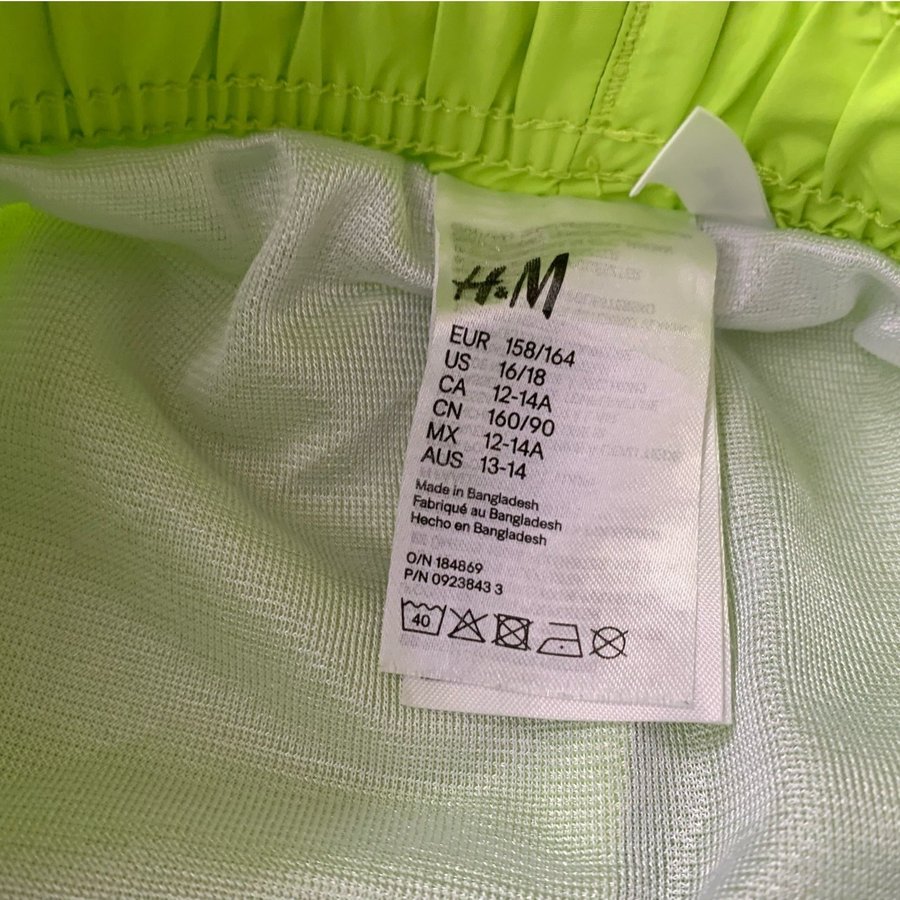 H&M
EUR 158/164
US 16/18
CA 12-14A
CN 160/90
MX 12-14A
AUS 13-14
Made in Bangladesh
Fabriqué au Bangladesh
Hecho en Bangladesh
O/N 184869
P/N 0923843 3
40